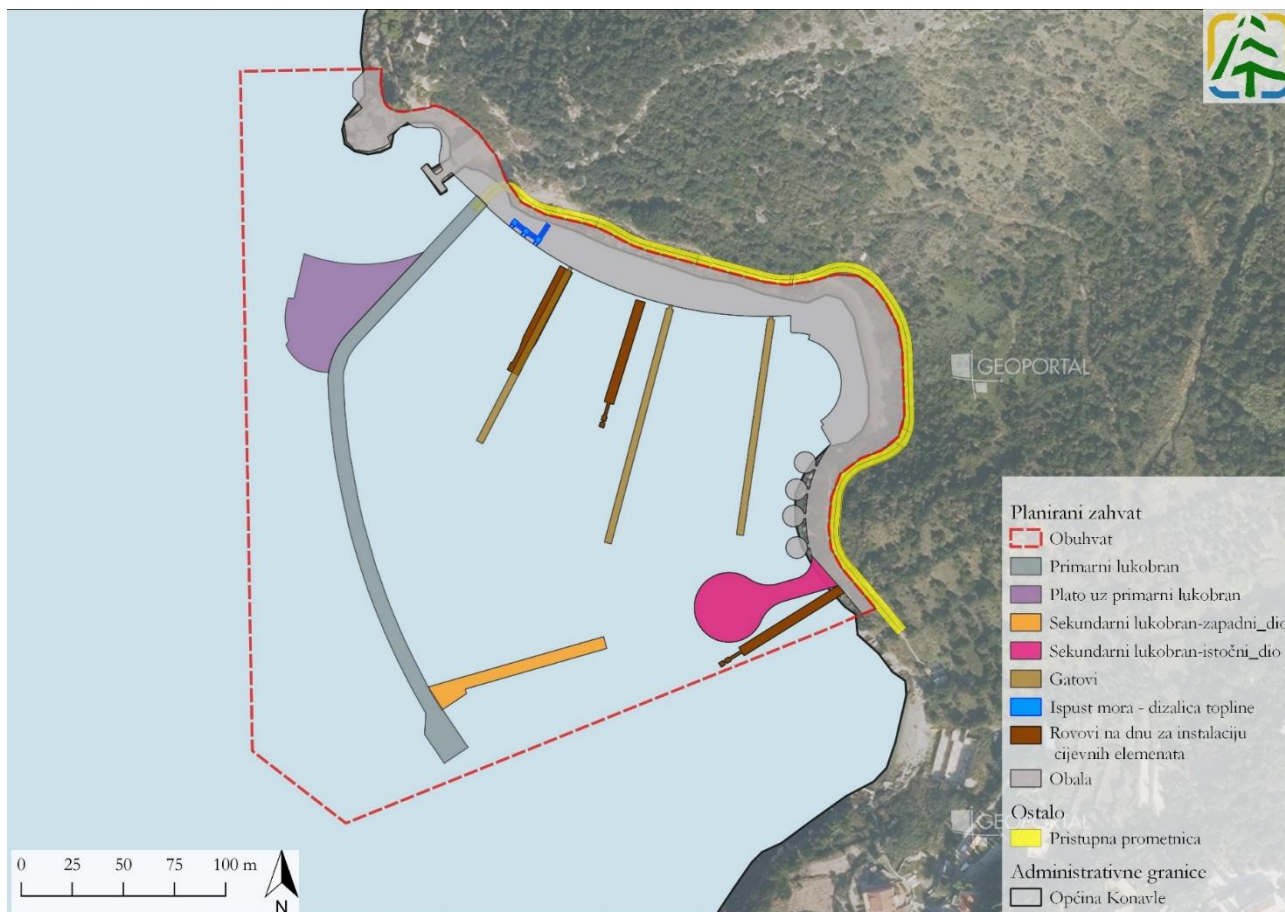 GEOPORTAL
Planirani zahvat
Obuhvat
Primarni lukobran
Plato uz primarni lukobran
Sekundarni lukobran-zapadni_dio
Sekundarni lukobran-istočni_dio
Gatovi
Ispust mora - dizalica topline
Rovovi na dnu za instalaciju
cijevnih elemenata
Obala
GEOPORTAL
Ostalo
Pristupna prometnica
Administrativne granice
Općina Konavle
0 25 50 75 100 m
N